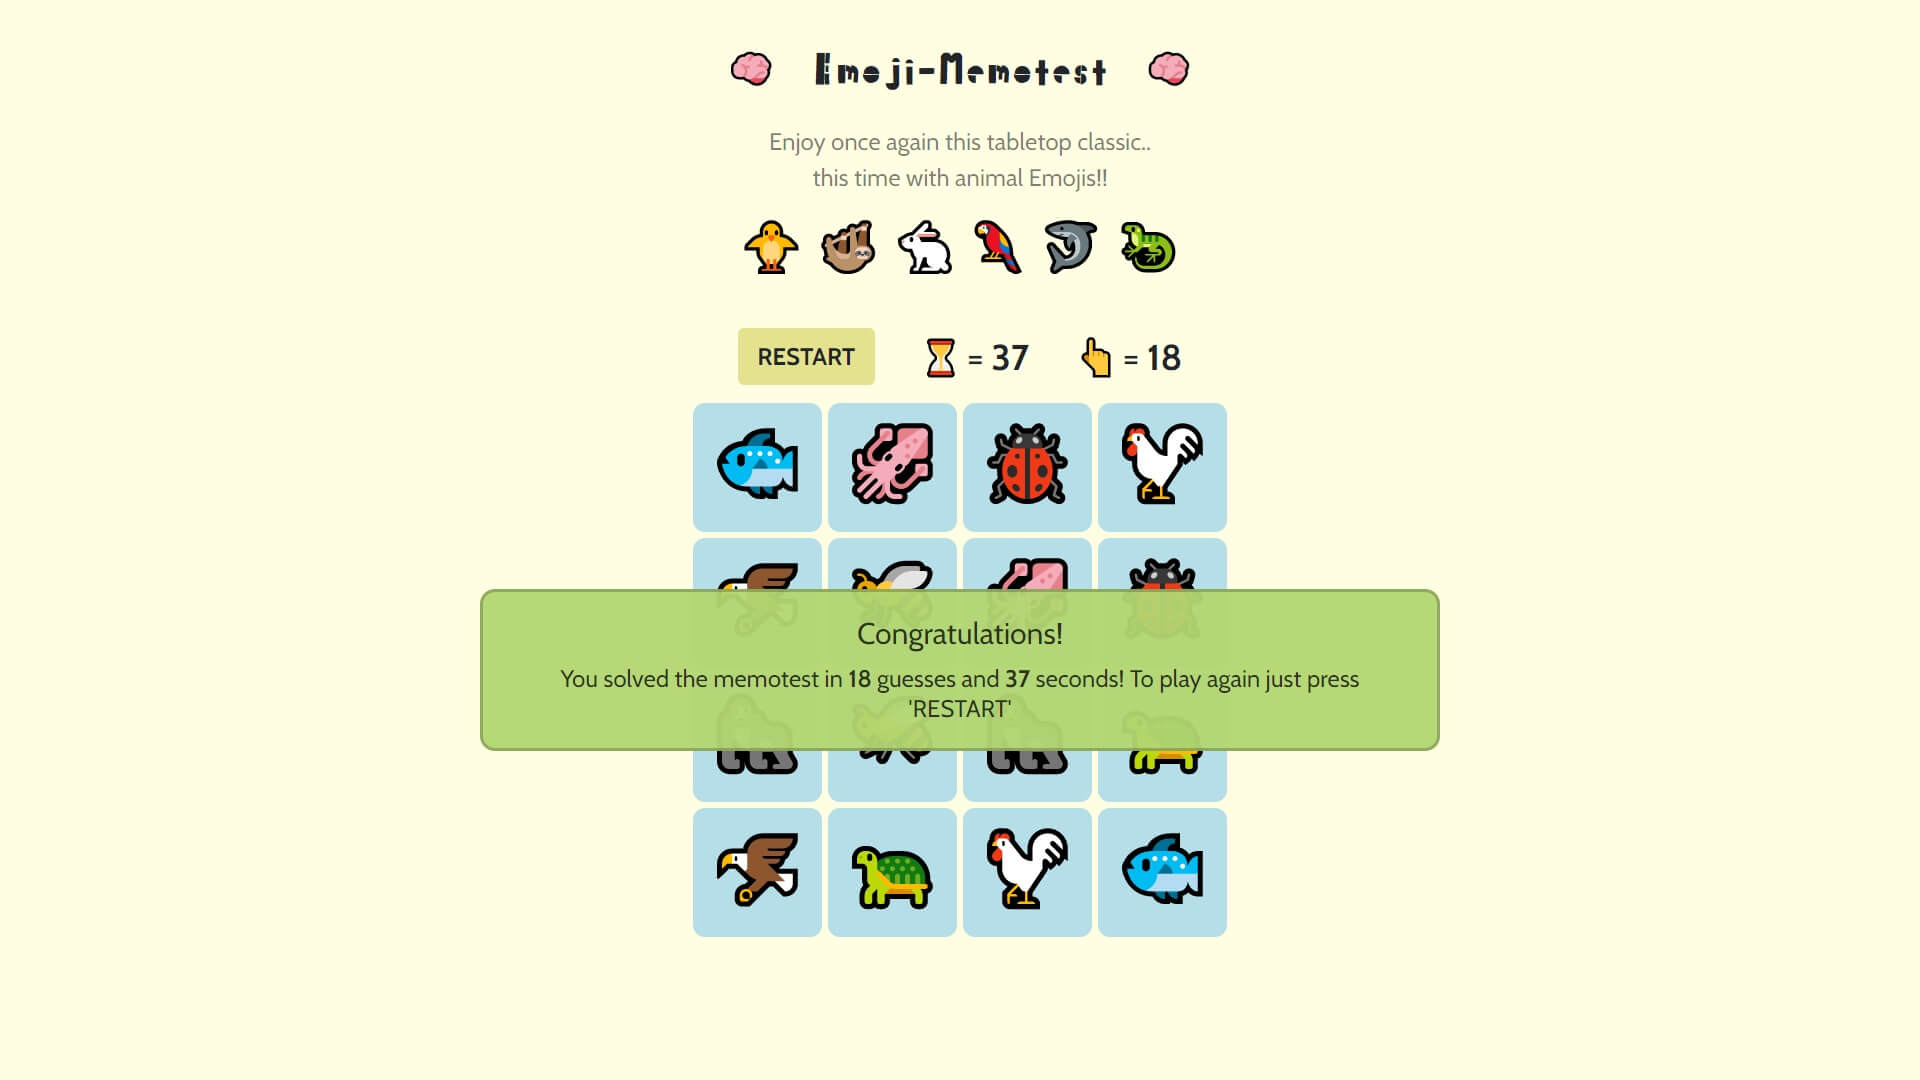 Emoji-Memotest
Enjoy once again this tabletop classic..
this time with animal Emojis!!
RESTART = 37 = 18
Congratulations!
You solved the memotest in 18 guesses and 37 seconds! To play again just press
'RESTART'